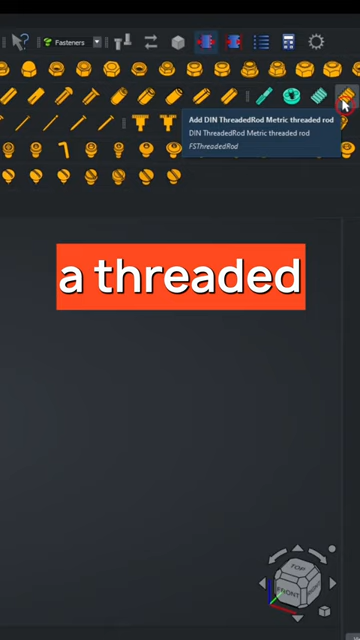 Fasteners
Add DIN ThreadedRod Metric threaded rod
DIN ThreadedRod Metric threaded rod
FSThreadedRod
a threaded
TOP
FRONT